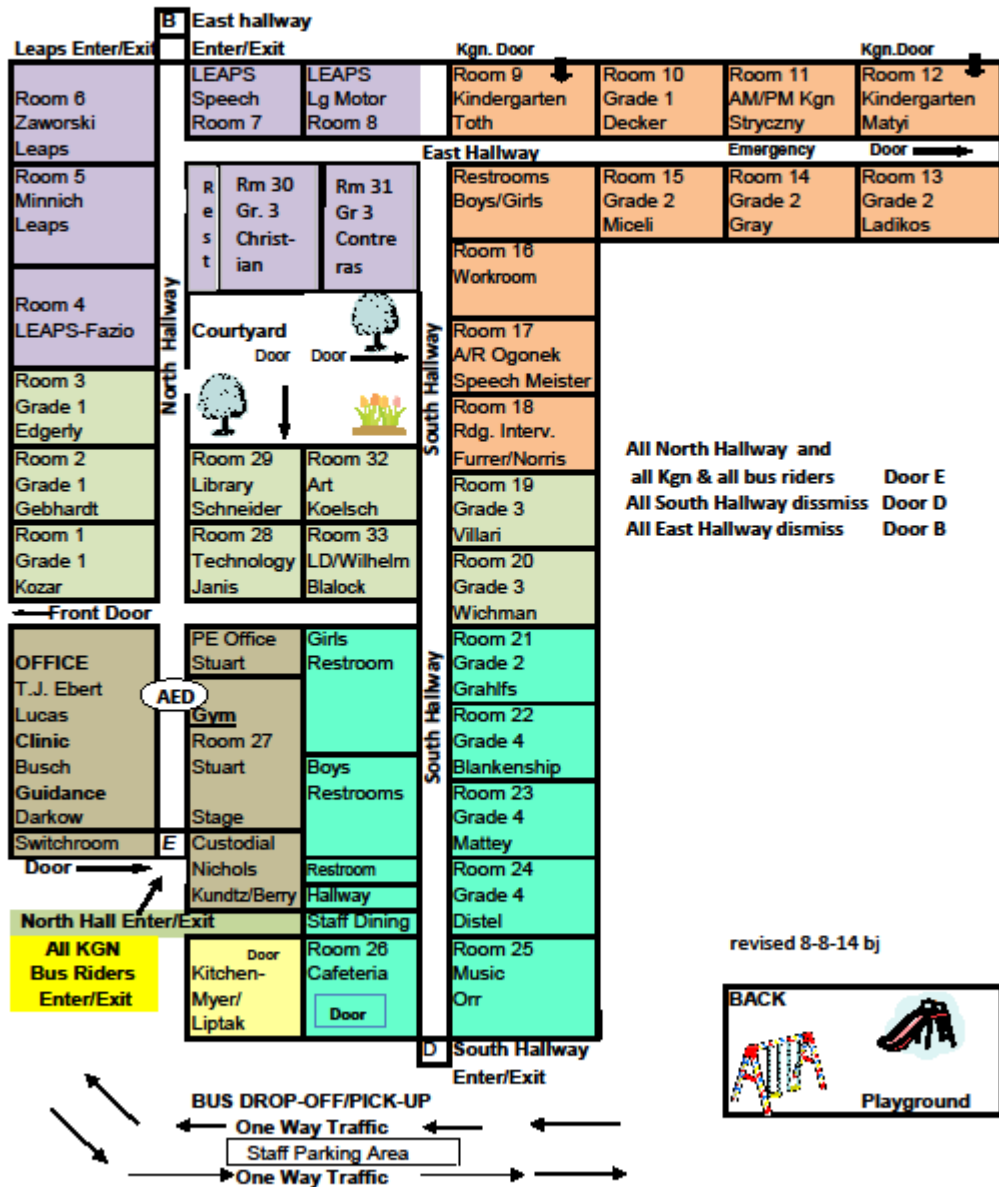 B East hallway
Leaps Enter/Exit
Enter/Exit
Kgn. Door
Kgn.Door
Room 6
Zaworski
Leaps
LEAPS
Speech
Room 7
LEAPS
Lg Motor
Room 8
Room 9
Kindergarten
Toth
Room 10
Grade 1
Decker
Room 11
AM/PM Kgn
Stryczny
Room 12
Kindergarten
Matyi
East Hallway
Emergency
Door
Room 5
Minnich
Leaps
R
e
s
t
Rm 30
Gr. 3
Christ-
ian
Rm 31
Gr 3
Contre
ras
Restrooms
Boys/Girls
Room 15
Grade 2
Miceli
Room 14
Grade 2
Gray
Room 13
Grade 2
Ladikos
Room 16
Workroom
Room 4
LEAPS-Fazio
North Hallway
Courtyard
Door
Door
South Hallway
Room 17
A/R Ogonek
Speech Meister
Room 3
Grade 1
Edgerly
Room 18
Rdg. Interv.
Furrer/Norris
All North Hallway and
all Kgn & all bus riders Door E
All South Hallway dissmiss Door D
All East Hallway dismiss Door B
Room 2
Grade 1
Gebhardt
Room 29
Library
Schneider
Room 32
Art
Koelsch
Room 19
Grade 3
Villari
Room 1
Grade 1
Kozar
Room 28
Technology
Janis
Room 33
LD/Wilhelm
Blalock
Room 20
Grade 3
Wichman
Front Door
OFFICE
T.J. Ebert
Lucas
Clinic
Busch
Guidance
Darkow
Switchroom
AED
E
PE Office
Stuart
Gym
Room 27
Stuart
Stage
Girls
Restroom
Boys
Restrooms
South Hallway
Room 21
Grade 2
Grahlfs
Room 22
Grade 4
Blankenship
Room 23
Grade 4
Mattey
Door
Custodial
Nichols
Kundtz/Berry
Restroom
Hallway
Room 24
Grade 4
Distel
North Hall Enter/Exit
Staff Dining
All KGN
Bus Riders
Enter/Exit
Door
Kitchen-
Myer/
Liptak
Room 26
Cafeteria
Door
Room 25
Music
Orr
revised 8-8-14 bj
BACK
Playground
D South Hallway
Enter/Exit
BUS DROP-OFF/PICK-UP
One Way Traffic
Staff Parking Area
One Way Traffic